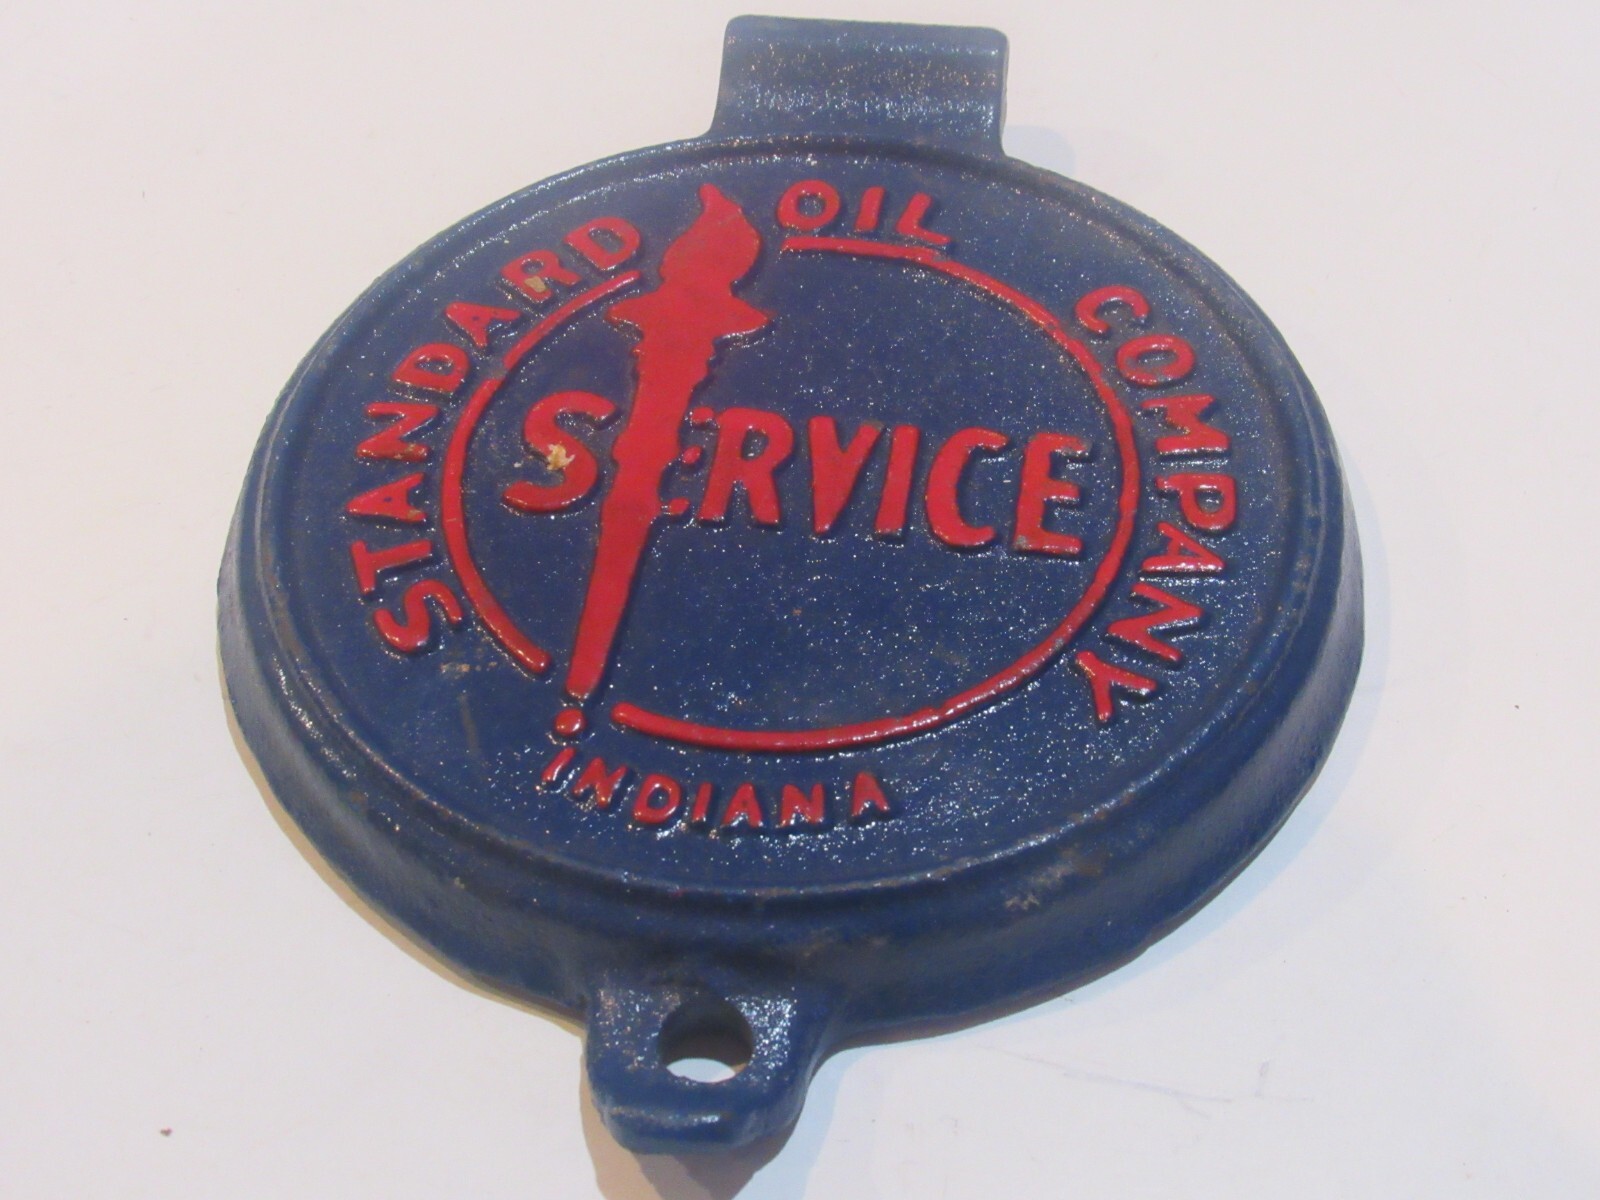 STANDARD OIL COMPANY
SERVICE
INDIANA